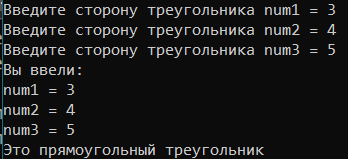 Введите сторону треугольника num1 = 3
Введите сторону треугольника num2 = 4
Введите сторону треугольника num3 = 5
Вы ввели:
num1 = 3
num2 = 4
num3 = 5
Это прямоугольный треугольник